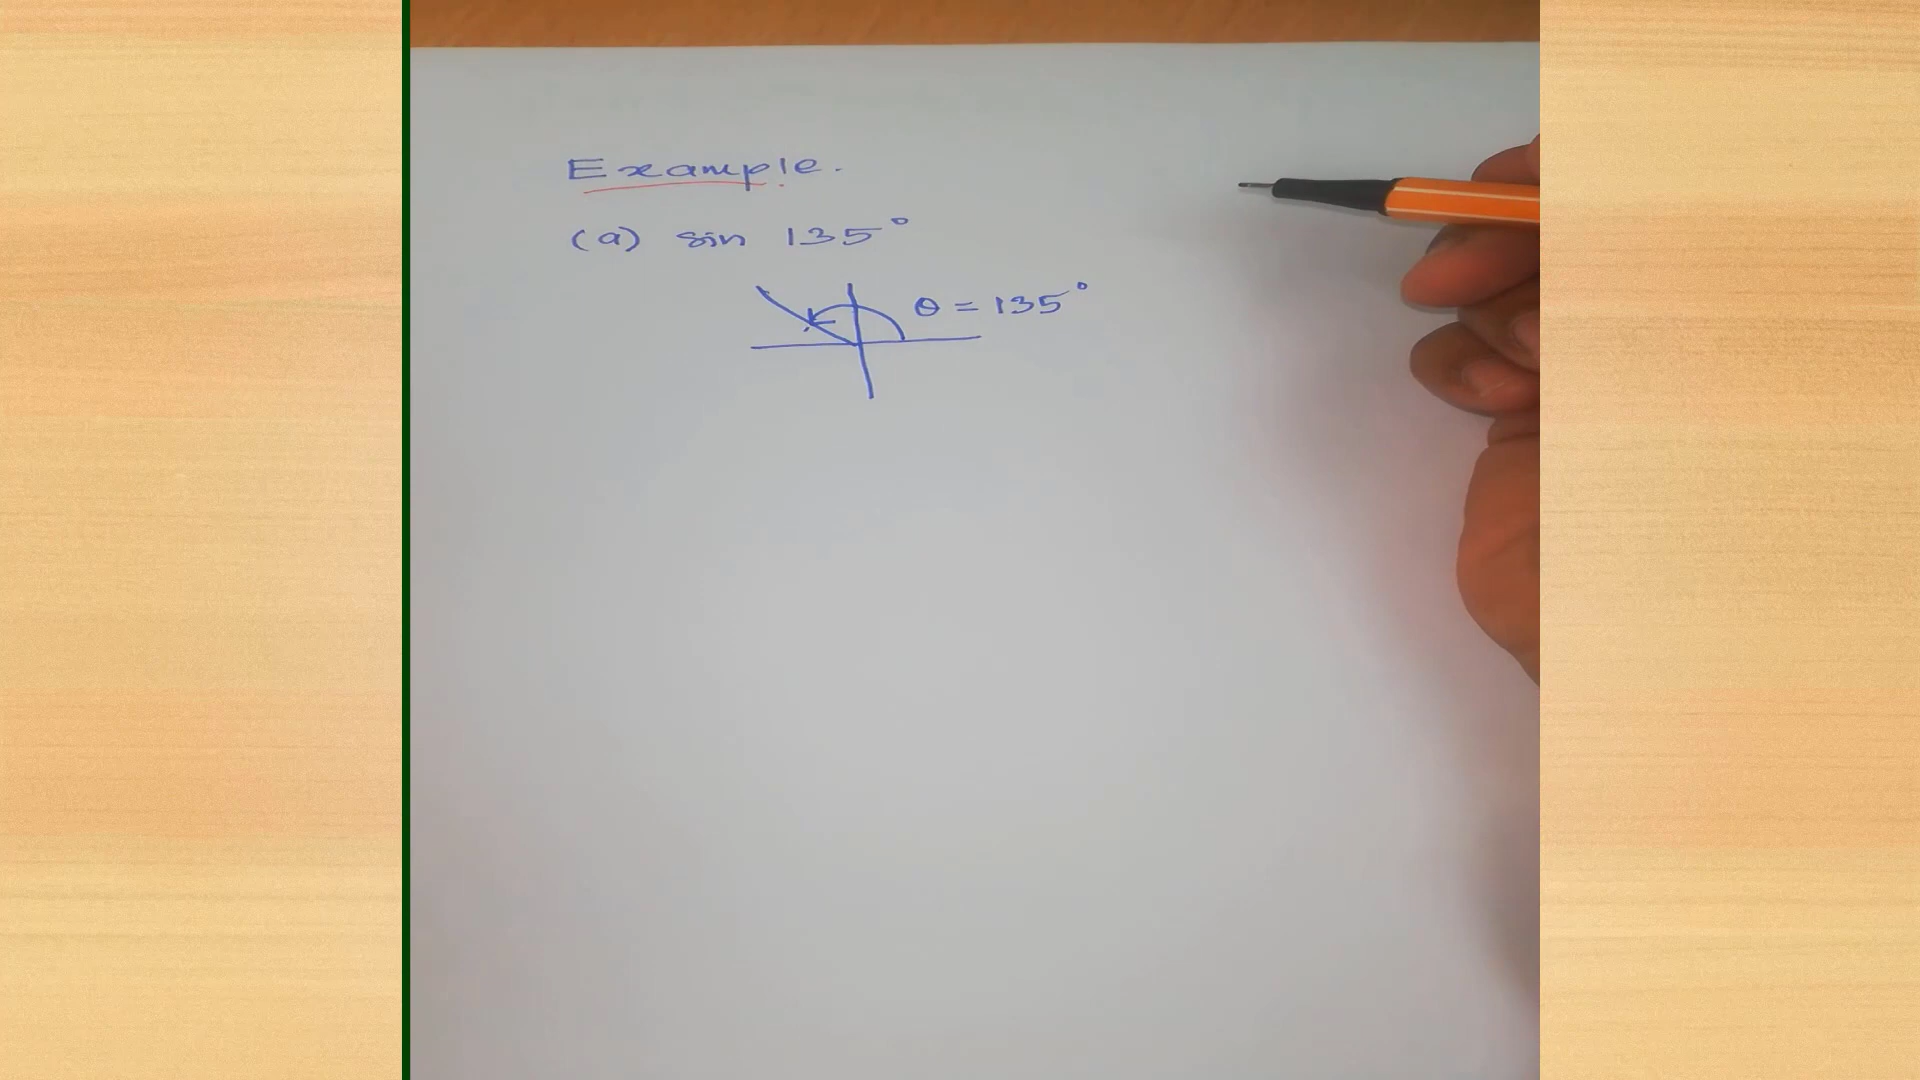 Example.
(a) sin 135°
θ = 135°